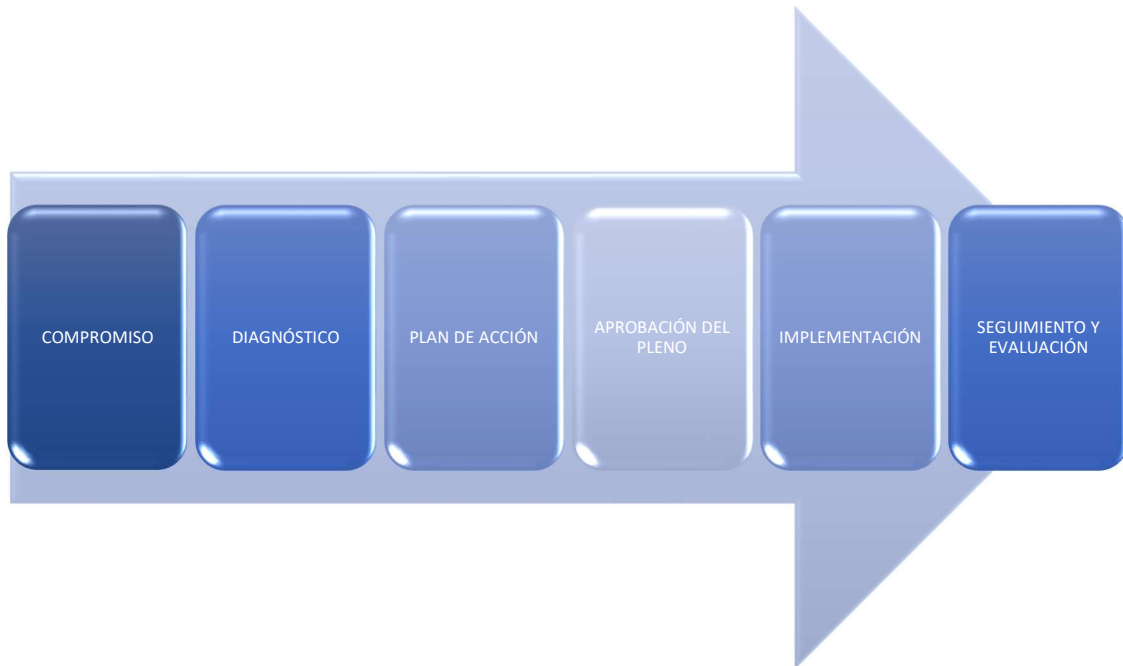 COMPROMISO
DIAGNÓSTICO
PLAN DE ACCIÓN
APROBACIÓN DEL
PLENO
IMPLEMENTACIÓN
SEGUIMIENTO Y
EVALUACIÓN